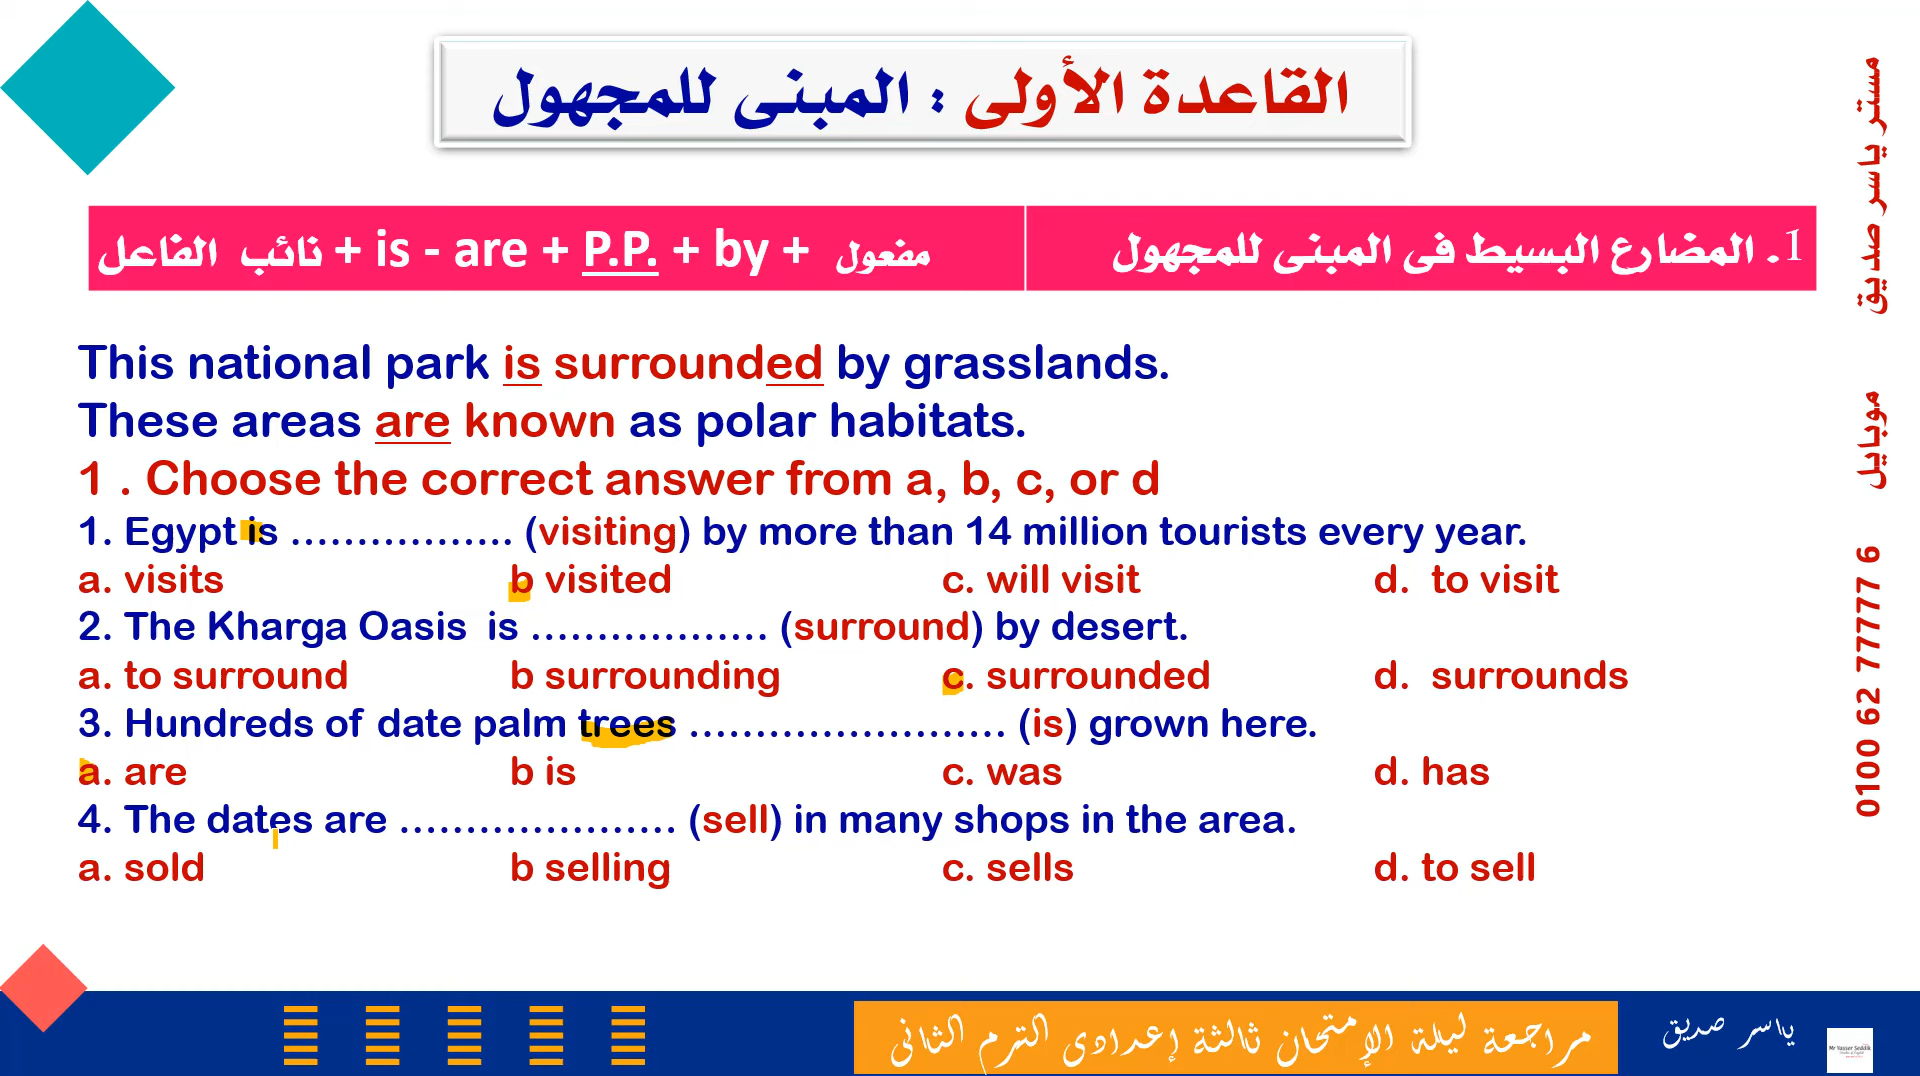 القاعدة الأولى : المبنى للمجهول
1. المضارع البسيط فى المبنى للمجهول
نائب الفاعل + is - are + P.P. + by + مفعول
This national park is surrounded by grasslands.
These areas are known as polar habitats.
1 . Choose the correct answer from a, b, c, or d
1. Egypt is ................. (visiting) by more than 14 million tourists every year.
a. visits b visited c. will visit d. to visit
2. The Kharga Oasis is .................. (surround) by desert.
a. to surround b surrounding c. surrounded d. surrounds
3. Hundreds of date palm trees ........................ (is) grown here.
a. are b is c. was d. has
4. The dates are ..................... (sell) in many shops in the area.
a. sold b selling c. sells d. to sell
مستر ياسر صديق موبايل 0100 62 77777 6
مراجعة ليلة الإمتحان ثالثة إعدادى الترم الثانى
ياسر صديق
Mr Yasser Seddik